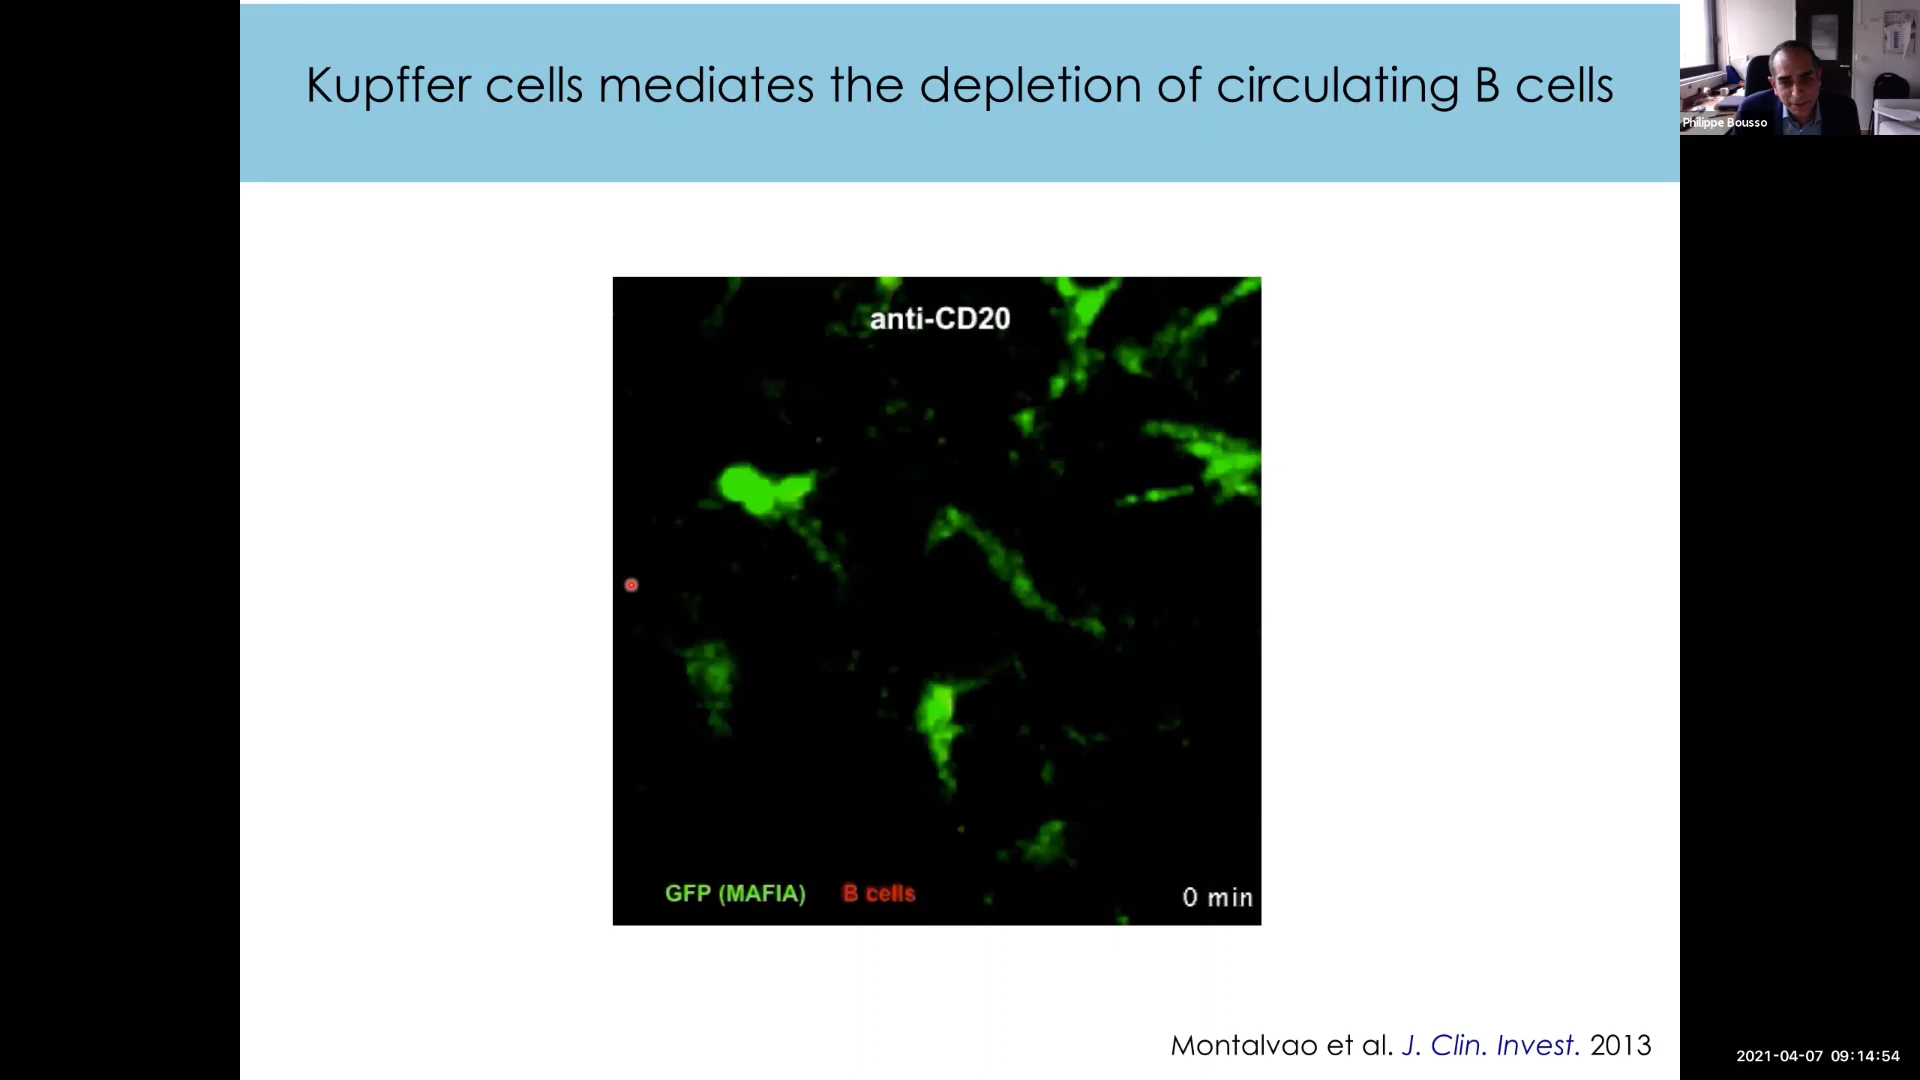 Kupffer cells mediates the depletion of circulating B cells
Philippe Bousso
anti-CD20
GFP (MAFIA) B cells 0 min
Montalvao et al. J. Clin. Invest. 2013
2021-04-07 09:14:54